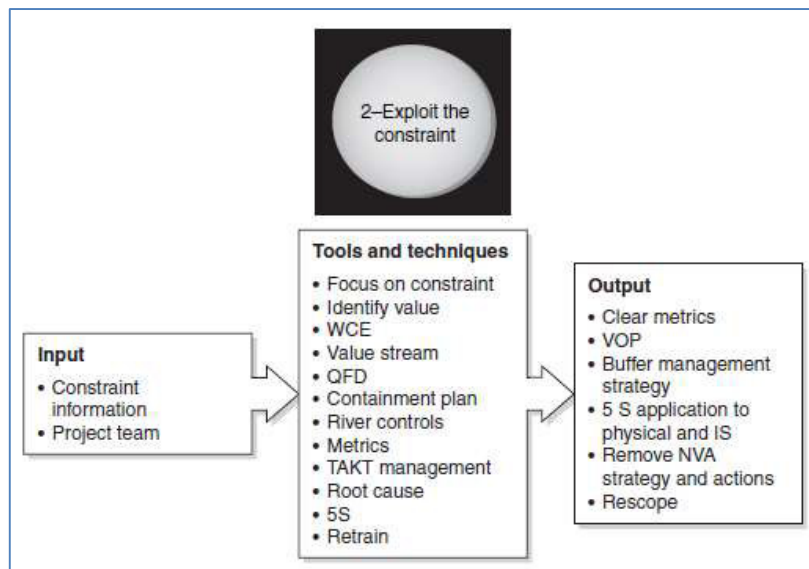 2–Exploit the
constraint
Input
• Constraint
information
• Project team
Tools and techniques
• Focus on constraint
• Identify value
• WCE
• Value stream
• QFD
• Containment plan
• River controls
• Metrics
• TAKT management
• Root cause
• 5S
• Retrain
Output
• Clear metrics
• VOP
• Buffer management
strategy
• 5 S application to
physical and IS
• Remove NVA
strategy and actions
• Rescope